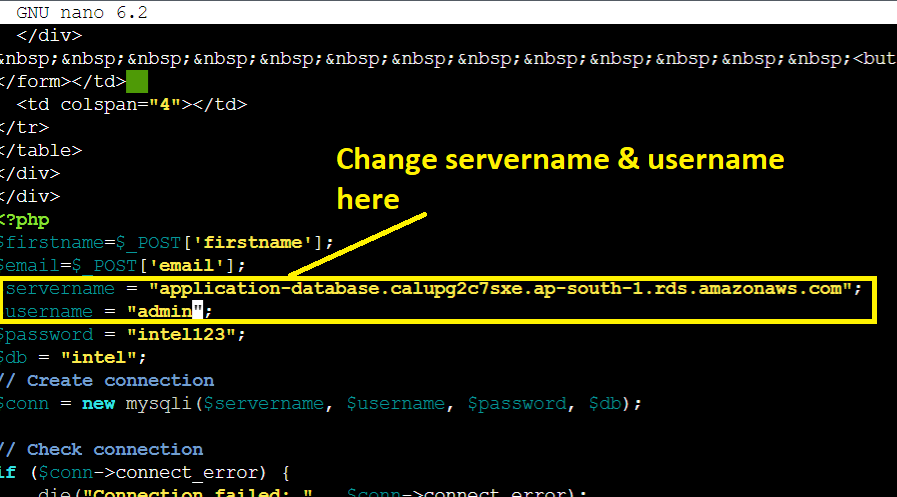 GNU nano 6.2
</div>
&nbsp;&nbsp;&nbsp;&nbsp;&nbsp;&nbsp;&nbsp;&nbsp;&nbsp;&nbsp;&nbsp;&nbsp;&nbsp;<but
</form></td>
<td colspan="4"></td>
</tr>
</table>
</div>
</div>
Change servername & username
here
<?php
$firstname=$_POST['firstname'];
$email=$_POST['email'];
servername = "application-database.calupg2c7sxe.ap-south-1.rds.amazonaws.com";
username = "admin";
$password = "intel123";
$db = "intel";
// Create connection
$conn = new mysqli($servername, $username, $password, $db);
// Check connection
if ($conn->connect_error) {
die("Connection failed: " . $conn->connect_error);